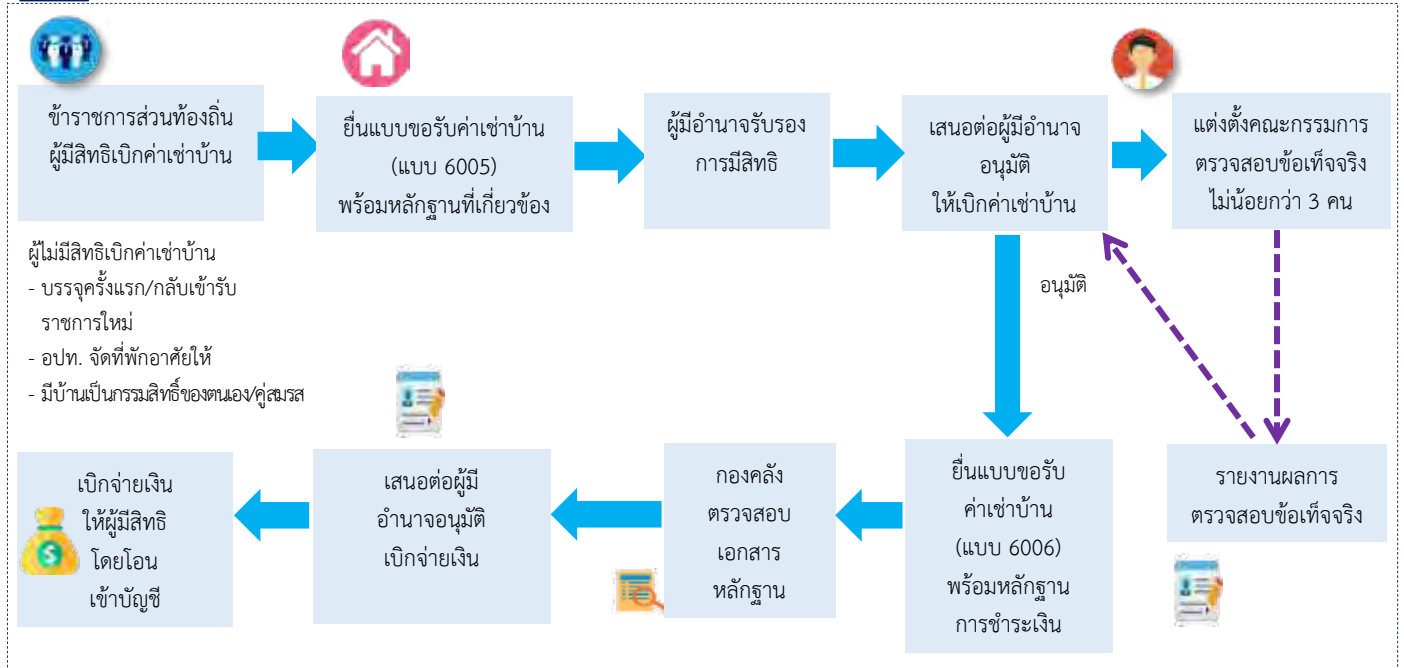 ข้าราชการส่วนท้องถิ่น
ผู้มีสิทธิเบิกค่าเช่าบ้าน
ยื่นแบบขอรับค่าเช่าบ้าน
(แบบ 6005)
พร้อมหลักฐานที่เกี่ยวข้อง
ผู้มีอำนาจรับรอง
การมีสิทธิ
เสนอต่อผู้มีอำนาจ
อนุมัติ
ให้เบิกค่าเช่าบ้าน
แต่งตั้งคณะกรรมการ
ตรวจสอบข้อเท็จจริง
ไม่น้อยกว่า 3 คน
ผู้ไม่มีสิทธิเบิกค่าเช่าบ้าน
- บรรจุครั้งแรก/กลับเข้ารับ
ราชการใหม่
- อปท. จัดที่พักอาศัยให้
- มีบ้านเป็นกรรมสิทธิ์ของตนเอง/คู่สมรส
อนุมัติ
รายงานผลการ
ตรวจสอบข้อเท็จจริง
ยื่นแบบขอรับ
ค่าเช่าบ้าน
(แบบ 6006)
พร้อมหลักฐาน
การชำระเงิน
กองคลัง
ตรวจสอบ
เอกสาร
หลักฐาน
เสนอต่อผู้มี
อำนาจอนุมัติ
เบิกจ่ายเงิน
เบิกจ่ายเงิน
ให้ผู้มีสิทธิ
โดยโอน
เข้าบัญชี